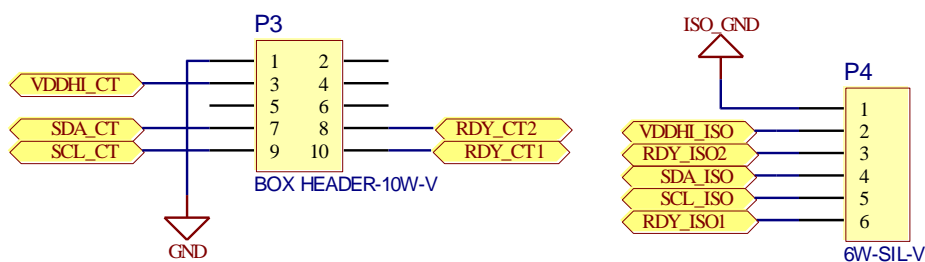 P3
1 2
VDDHI_CT 3 4
5 6
SDA_CT 7 8 RDY_CT2
SCL_CT 9 10 RDY_CT1
BOX HEADER-10W-V
GND
ISO_GND
P4
1
VDDHI_ISO 2
RDY_ISO2 3
SDA_ISO 4
SCL_ISO 5
RDY_ISO1 6
6W-SIL-V